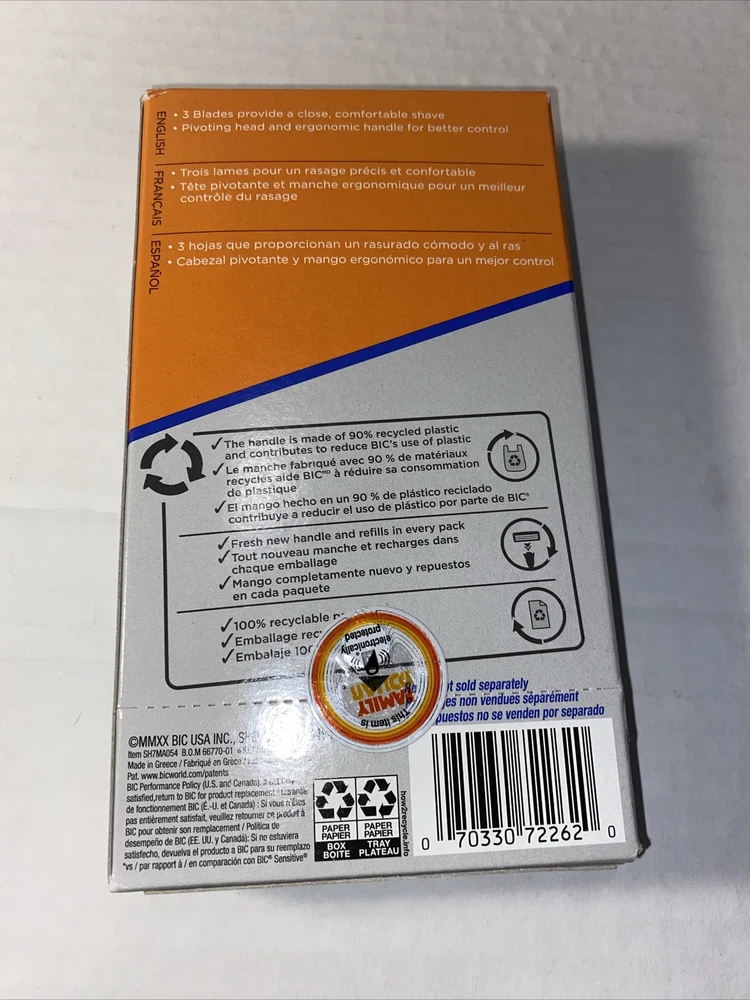 ENGLISH
• 3 Blades provide a close, comfortable shave
• Pivoting head and ergonomic handle for better control
FRANÇAIS
• Trois lames pour un rasage précis et confortable
• Tête pivotante et manche ergonomique pour un meilleur
contrôle du rasage
ESPAÑOL
• 3 hojas que proporcionan un rasurado cómodo y al ras
• Cabezal pivotante y mango ergonómico para un mejor control
✓The handle is made of 90% recycled plastic
and contributes to reduce BIC's use of plastic
✓Le manche fabriqué avec 90 % de matériaux
recyclés aide BICᴹᴰ à réduire sa consommation
de plastique
✓El mango hecho en un 90 % de plástico reciclado
contribuye a reducir el uso de plástico por parte de BIC®
✓Fresh new handle and refills in every pack
✓Tout nouveau manche et recharges dans
chaque emballage
✓Mango completamente nuevo y repuestos
en cada paquete
✓100% recyclable
✓Emballage
✓Embalaje
This item is
FAMILY
electronically
protected
sold separately
non vendues séparément
no se venden por separado
©MMXX BIC USA INC.,
Item SH7MA054 B.O.M 66770-01
Made in Greece / Fabriqué en Grèce /
Pat. www.bicworld.com/patents
BIC Performance Policy (U.S. and Canada):
satisfied,return to BIC for product replacement
de fonctionnement BIC (É.-U. et Canada) : Si vous n'êtes
pas entièrement satisfait, veuillez retourner ce produit à
BIC pour obtenir son remplacement / Política de
desempeño de BIC (EE. UU. y Canadá): Si no estuviera
satisfecho, devuelva el producto a BIC para su reemplazo
*vs / par rapport à / en comparación con BIC® Sensitive®
PAPER
PAPIER
BOX
BOITE
PAPER
PAPIER
TRAY
PLATEAU
how2recycle.info
0 70330 72262 0